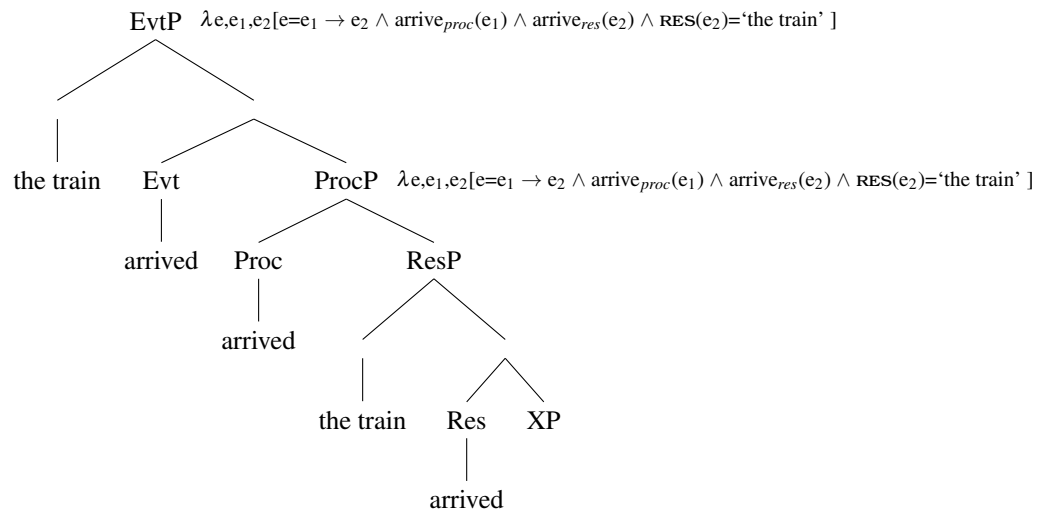 EvtP λe,e₁,e₂[e=e₁ → e₂ ∧ arriveₚᵣₒ𝒸(e₁) ∧ arriveᵣₑₛ(e₂) ∧ RES(e₂)=‘the train’ ]
the train Evt ProcP λe,e₁,e₂[e=e₁ → e₂ ∧ arriveₚᵣₒ𝒸(e₁) ∧ arriveᵣₑₛ(e₂) ∧ RES(e₂)=‘the train’ ]
arrived Proc ResP
arrived
the train Res XP
arrived